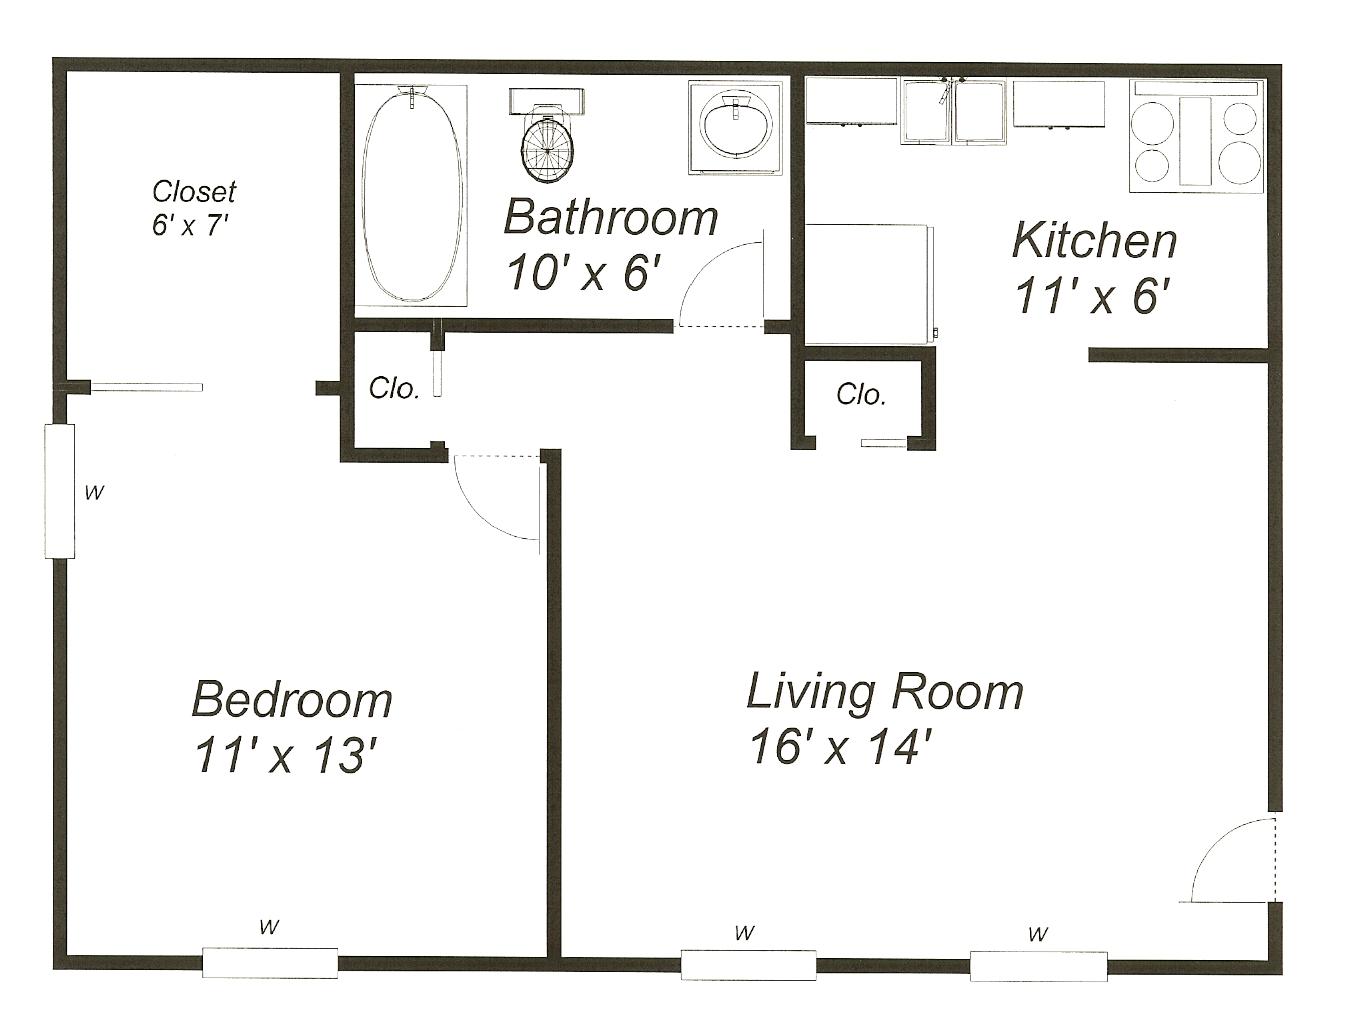 Closet
6' x 7'
Bathroom
10' x 6'
Kitchen
11' x 6'
Clo.
Clo.
W
Bedroom
11' x 13'
Living Room
16' x 14'
W
W
W